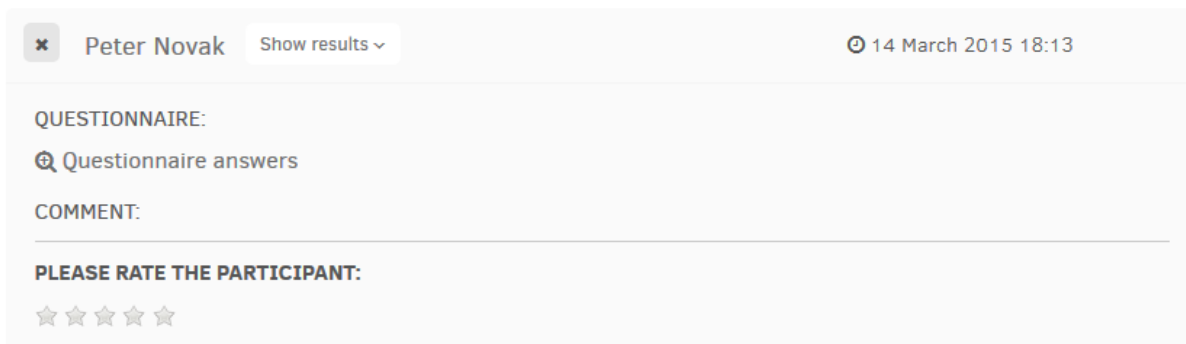 Peter Novak Show results 14 March 2015 18:13
QUESTIONNAIRE:
Questionnaire answers
COMMENT:
PLEASE RATE THE PARTICIPANT: